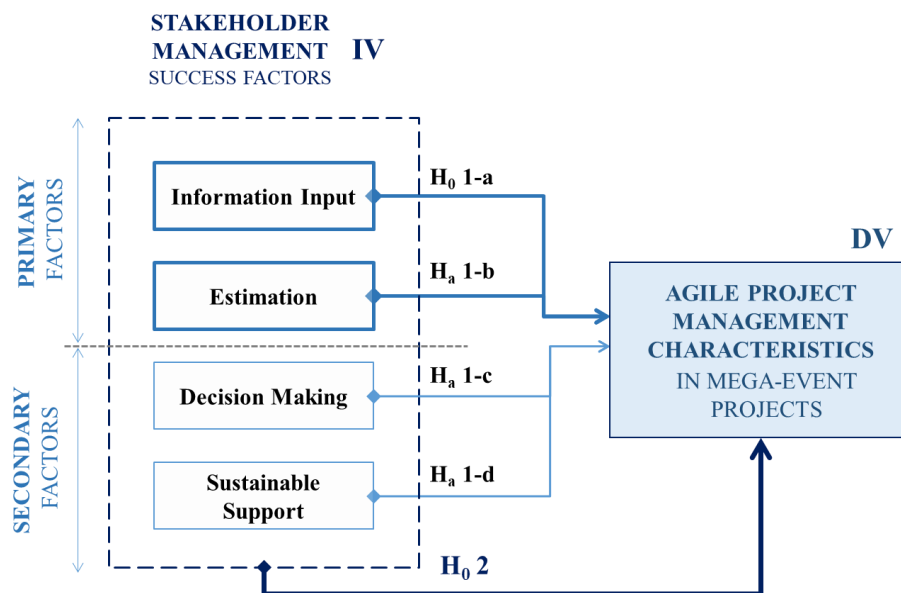 STAKEHOLDER
MANAGEMENT IV
SUCCESS FACTORS
PRIMARY
FACTORS
Information Input
H₀ 1-a
Estimation
Hₐ 1-b
DV
AGILE PROJECT
MANAGEMENT
CHARACTERISTICS
IN MEGA-EVENT
PROJECTS
SECONDARY
FACTORS
Decision Making
Hₐ 1-c
Sustainable
Support
Hₐ 1-d
H₀ 2